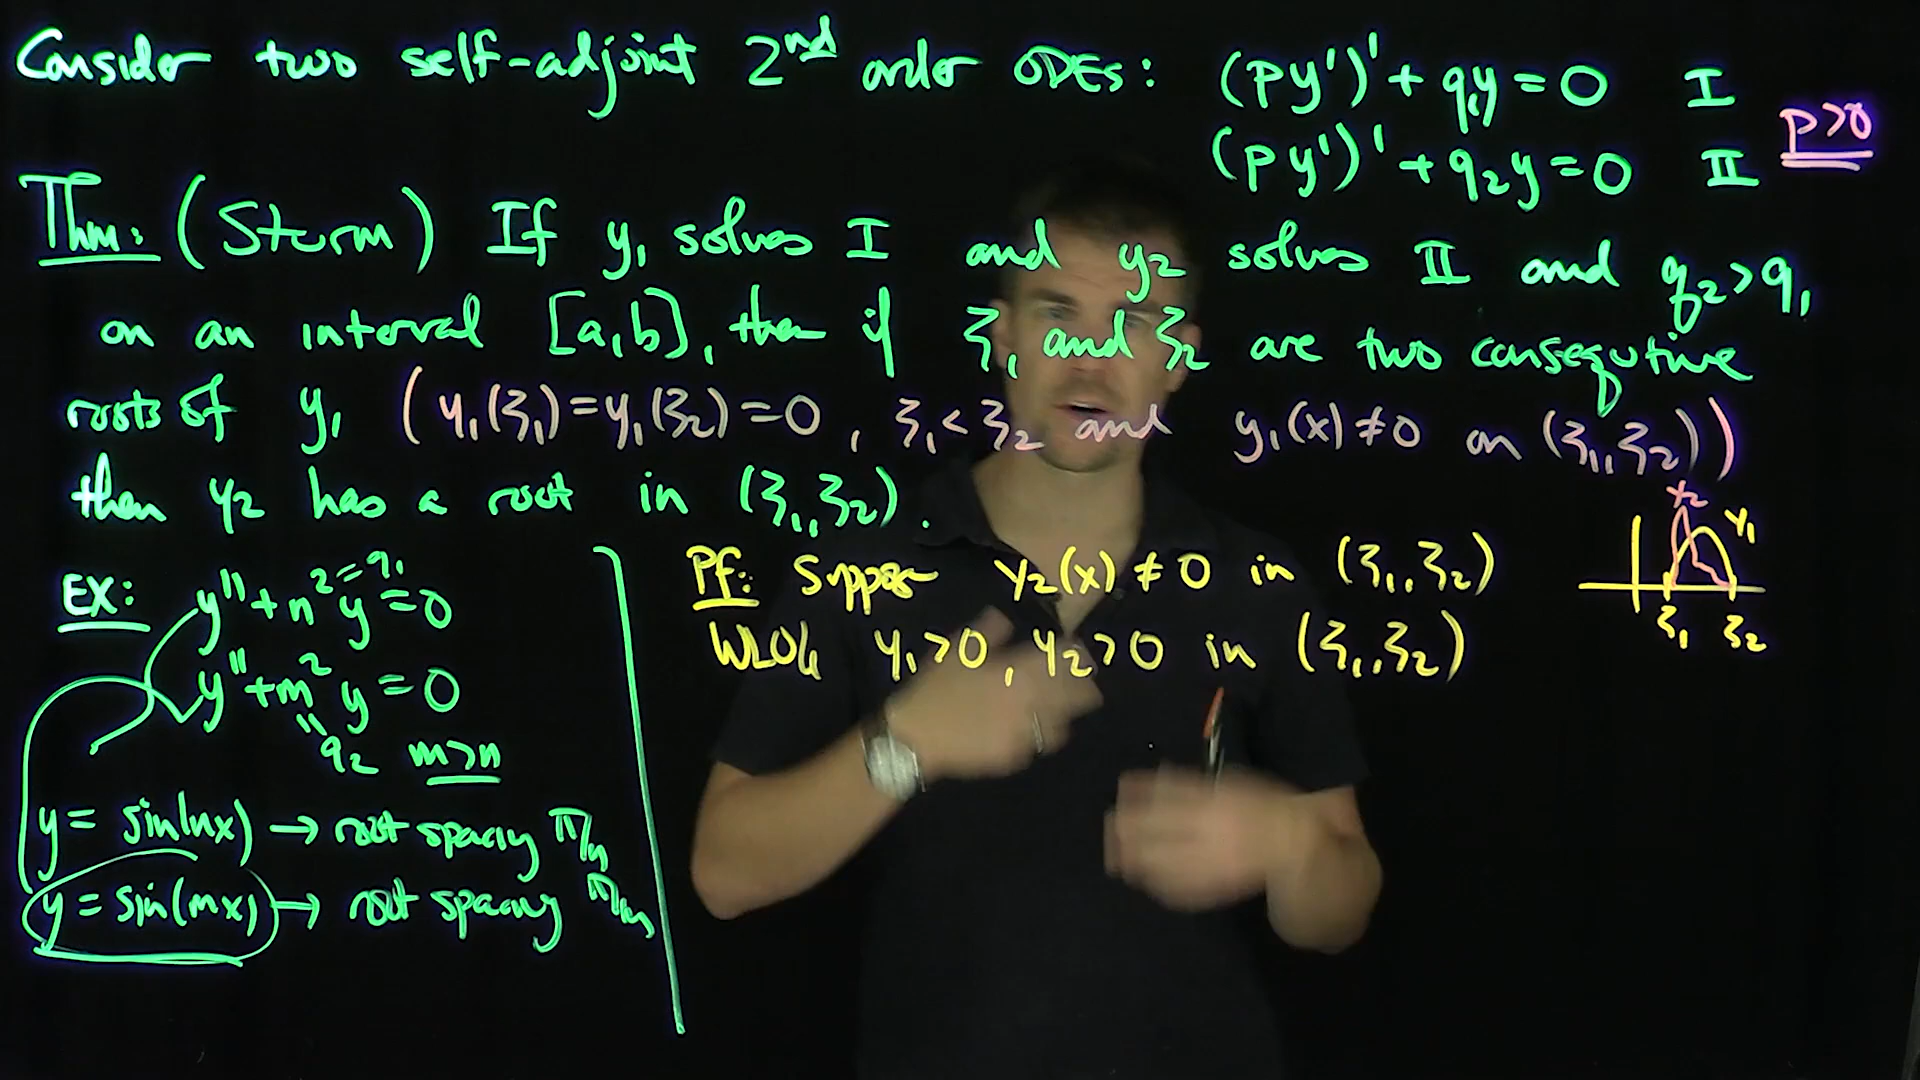 Consider two self-adjoint 2nd order ODEs: (py')' + q₁y = 0 I
(py')' + q₂y = 0 II
p>0
Thm: (Sturm) If y₁ solves I and y₂ solves II and q₂>q₁
on an interval [a,b], then if ξ₁ and ξ₂ are two consequtive
roots of y₁ (y₁(ξ₁)=y₁(ξ₂)=0, ξ₁<ξ₂ and y₁(x)≠0 on (ξ₁,ξ₂))
then y₂ has a root in (ξ₁,ξ₂).
EX: y''+n²y=0
=q₁
y''+m²y=0
" q₂ m>n
y = sin(nx) → root spacing π/n
y = sin(mx) → root spacing π/m
Pf: Suppose y₂(x)≠0 in (ξ₁,ξ₂)
WLOG y₁>0, y₂>0 in (ξ₁,ξ₂)
y₂ y₁
ξ₁ ξ₂